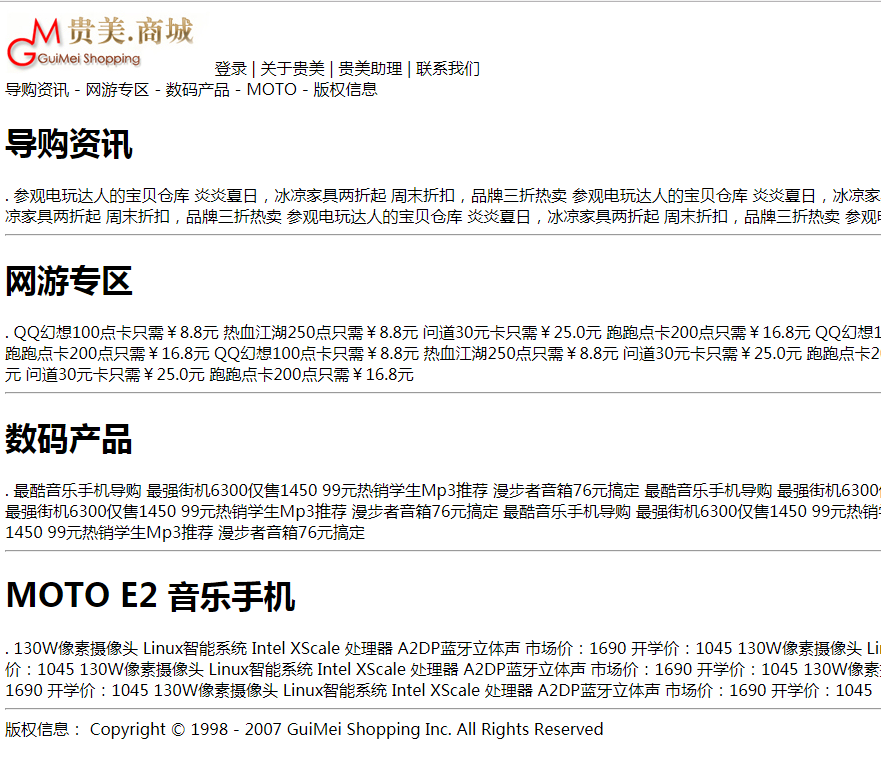 贵美.商城
GuiMei Shopping
登录 | 关于贵美 | 贵美助理 | 联系我们
导购资讯 - 网游专区 - 数码产品 - MOTO - 版权信息
导购资讯
. 参观电玩达人的宝贝仓库 炎炎夏日，冰凉家具两折起 周末折扣，品牌三折热卖 参观电玩达人的宝贝仓库 炎炎夏日，冰凉家
凉家具两折起 周末折扣，品牌三折热卖 参观电玩达人的宝贝仓库 炎炎夏日，冰凉家具两折起 周末折扣，品牌三折热卖 参观
网游专区
. QQ幻想100点卡只需￥8.8元 热血江湖250点只需￥8.8元 问道30元卡只需￥25.0元 跑跑点卡200点只需￥16.8元 QQ幻想1
跑跑点卡200点只需￥16.8元 QQ幻想100点卡只需￥8.8元 热血江湖250点只需￥8.8元 问道30元卡只需￥25.0元 跑跑点卡20
元 问道30元卡只需￥25.0元 跑跑点卡200点只需￥16.8元
数码产品
. 最酷音乐手机导购 最强街机6300仅售1450 99元热销学生Mp3推荐 漫步者音箱76元搞定 最酷音乐手机导购 最强街机6300
最强街机6300仅售1450 99元热销学生Mp3推荐 漫步者音箱76元搞定 最酷音乐手机导购 最强街机6300仅售1450 99元热销
1450 99元热销学生Mp3推荐 漫步者音箱76元搞定
MOTO E2 音乐手机
. 130W像素摄像头 Linux智能系统 Intel XScale 处理器 A2DP蓝牙立体声 市场价：1690 开学价：1045 130W像素摄像头 Li
价：1045 130W像素摄像头 Linux智能系统 Intel XScale 处理器 A2DP蓝牙立体声 市场价：1690 开学价：1045 130W像素
1690 开学价：1045 130W像素摄像头 Linux智能系统 Intel XScale 处理器 A2DP蓝牙立体声 市场价：1690 开学价：1045
版权信息： Copyright © 1998 - 2007 GuiMei Shopping Inc. All Rights Reserved